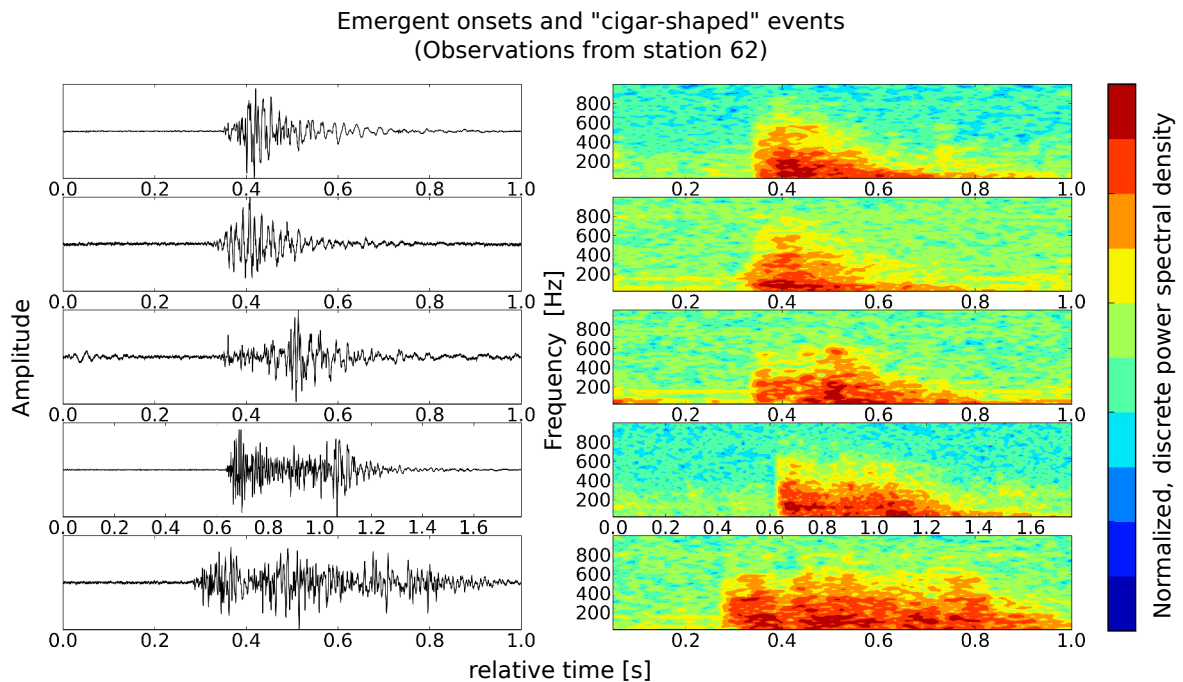 Emergent onsets and "cigar-shaped" events
(Observations from station 62)
Amplitude
0.0 0.2 0.4 0.6 0.8 1.0
0.0 0.2 0.4 0.6 0.8 1.0
0.0 0.2 0.4 0.6 0.8 1.0
0.0 0.2 0.4 0.6 0.8 1.0 1.2 1.4 1.6
0.0 0.2 0.4 0.6 0.8 1.0
Frequency [Hz]
800
600
400
200
0.2 0.4 0.6 0.8 1.0
800
600
400
200
0.2 0.4 0.6 0.8 1.0
800
600
400
200
0.2 0.4 0.6 0.8 1.0
800
600
400
200
0.0 0.2 0.4 0.6 0.8 1.0 1.2 1.4 1.6
800
600
400
200
0.2 0.4 0.6 0.8 1.0
relative time [s]
Normalized, discrete power spectral density